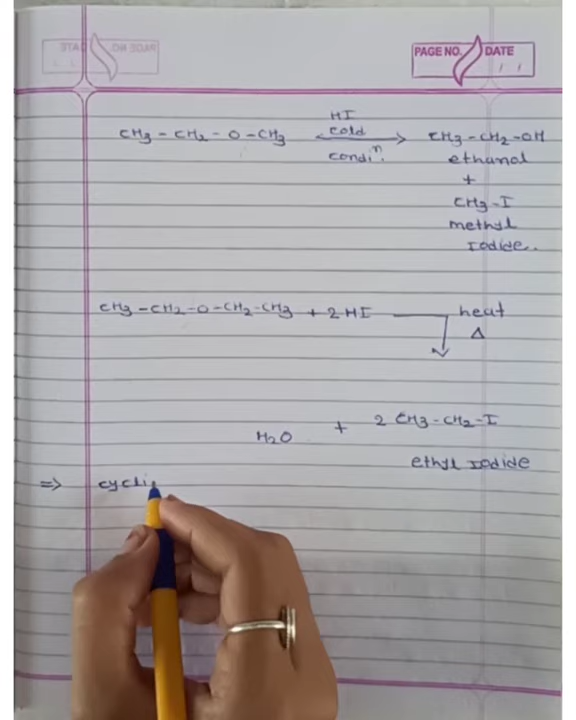 PAGE NO. DATE
/ /
HI
CH3 - CH2 - O - CH3 cold CH3 - CH2 - OH
condiⁿ. ethanol
+
CH3 - I
methyl
Iodide..
CH3 - CH2 - O - CH2 - CH3 + 2 HI heat
Δ
H2O + 2 CH3 - CH2 - I
ethyl Iodide
=> cycli